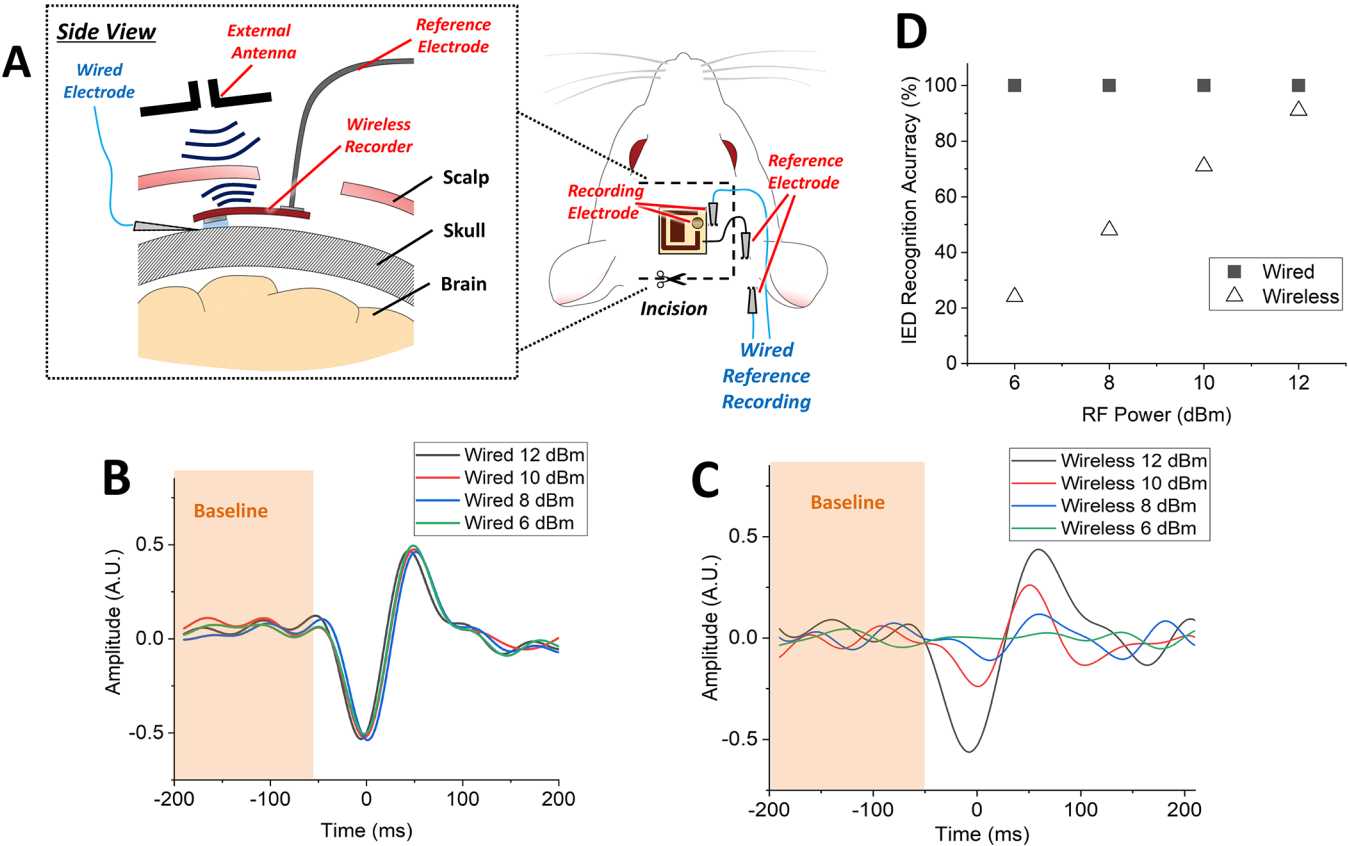 A
Side View
External
Antenna
Reference
Electrode
Wired
Electrode
Wireless
Recorder
Scalp
Skull
Brain
Recording
Electrode
Reference
Electrode
Incision
Wired
Reference
Recording
D
IED Recognition Acurracy (%)
100
80
60
40
20
0
6
8
10
12
RF Power (dBm)
Wired
Wireless
B
Baseline
Wired 12 dBm
Wired 10 dBm
Wired 8 dBm
Wired 6 dBm
Amplitude (A.U.)
0.5
0.0
-0.5
-200
-100
0
100
200
Time (ms)
C
Baseline
Wireless 12 dBm
Wireless 10 dBm
Wireless 8 dBm
Wireless 6 dBm
Amplitude (A.U.)
0.5
0.0
-0.5
-200
-100
0
100
200
Time (ms)